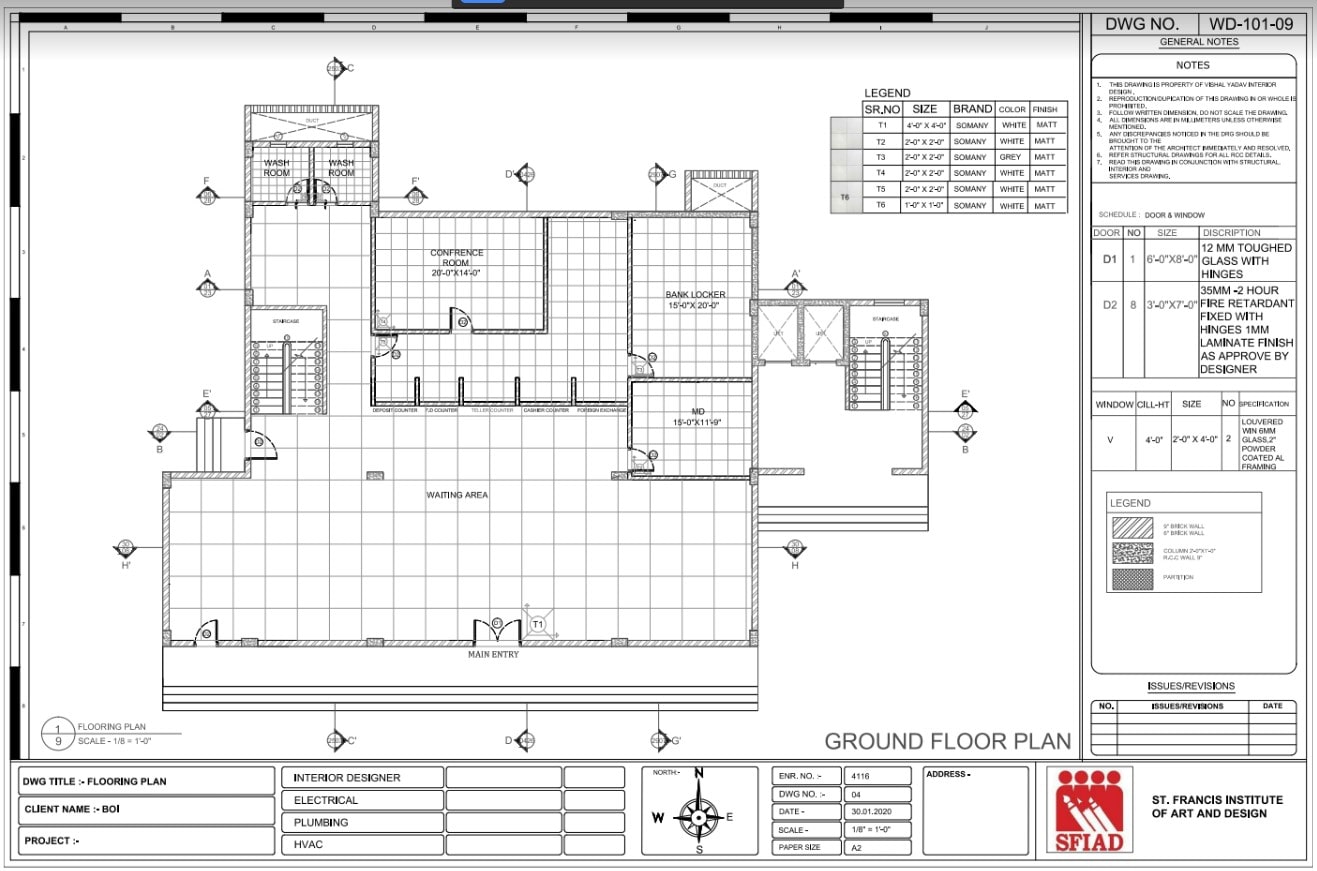 DWG NO. WD-101-09
GENERAL NOTES
NOTES
1. THIS DRAWING IS PROPERTY OF VISHAL YADAV INTERIOR
DESIGN.
2. REPRODUCTION/DUPICATION OF THIS DRAWING IN OR WHOLE IS
PROHIBITED.
3. FOLLOW WRITTEN DIMENSION, DO NOT SCALE THE DRAWING.
4. ALL DIMENSIONS ARE IN MILLIMETERS UNLESS OTHERWISE
MENTIONED.
5. ANY DISCREPANCIES NOTICED IN THE DRG SHOULD BE
BROUGHT TO THE
ATTENTION OF THE ARCHITECT IMMEDIATELY AND RESOLVED,
6. REFER STRUCTURAL DRAWINGS FOR ALL RCC DETAILS.
7. READ THIS DRAWING IN CONJUNCTION WITH STRUCTURAL,
INTERIOR AND
SERVICES DRAWING.
SCHEDULE : DOOR & WINDOW
DOOR NO SIZE DISCRIPTION
D1 1 6'-0"X8'-0" 12 MM TOUGHED
GLASS WITH
HINGES
D2 8 3'-0"X7'-0" 35MM -2 HOUR
FIRE RETARDANT
FIXED WITH
HINGES 1MM
LAMINATE FINISH
AS APPROVE BY
DESIGNER
WINDOW CILL-HT SIZE NO SPECIFICATION
V 4'-0" 2'-0" X 4'-0" 2 LOUVERED
WIN 6MM
GLASS,2"
POWDER
COATED AL
FRAMING
LEGEND
9" BRICK WALL
6" BRICK WALL
COLUMN 2'-0"X1'-0"
R.C.C WALL 9"
PARTITION
ISSUES/REVISIONS
NO. ISSUES/REVISIONS DATE
LEGEND
SR.NO SIZE BRAND COLOR FINISH
T1 4'-0" X 4'-0" SOMANY WHITE MATT
T2 2'-0" X 2'-0" SOMANY WHITE MATT
T3 2'-0" X 2'-0" SOMANY GREY MATT
T4 2'-0" X 2'-0" SOMANY WHITE MATT
T5 2'-0" X 2'-0" SOMANY WHITE MATT
T6 1'-0" X 1'-0" SOMANY WHITE MATT
T6
A B C D E F G H I J
1
2
3
4
5
6
7
8
C
DUCT
WASH
ROOM
WASH
ROOM
F F'
D' G
DUCT
CONFRENCE
ROOM
20'-0"X14'-0"
A A'
BANK LOCKER
15'-0"X 20'-0"
STAIRCASE
UP
LIFT
LIFT
STAIRCASE
UP
E' E'
DEPOSIT COUNTER
F.D COUNTER
TELLER COUNTER
CASHIER COUNTER
FOREIGN EXCHANGE
MD
15'-0"X11'-9"
B B
WAITING AREA
H' H
D1
T1
MAIN ENTRY
C' D G'
1
9
FLOORING PLAN
SCALE - 1/8 = 1'-0"
GROUND FLOOR PLAN
DWG TITLE :- FLOORING PLAN
CLIENT NAME :- BOI
PROJECT :-
INTERIOR DESIGNER
ELECTRICAL
PLUMBING
HVAC
NORTH:-
N
W E
S
ENR. NO. :- 4116
DWG NO. :- 04
DATE - 30.01.2020
SCALE - 1/8" = 1'-0"
PAPER SIZE A2
ADDRESS -
SFIAD
ST. FRANCIS INSTITUTE
OF ART AND DESIGN